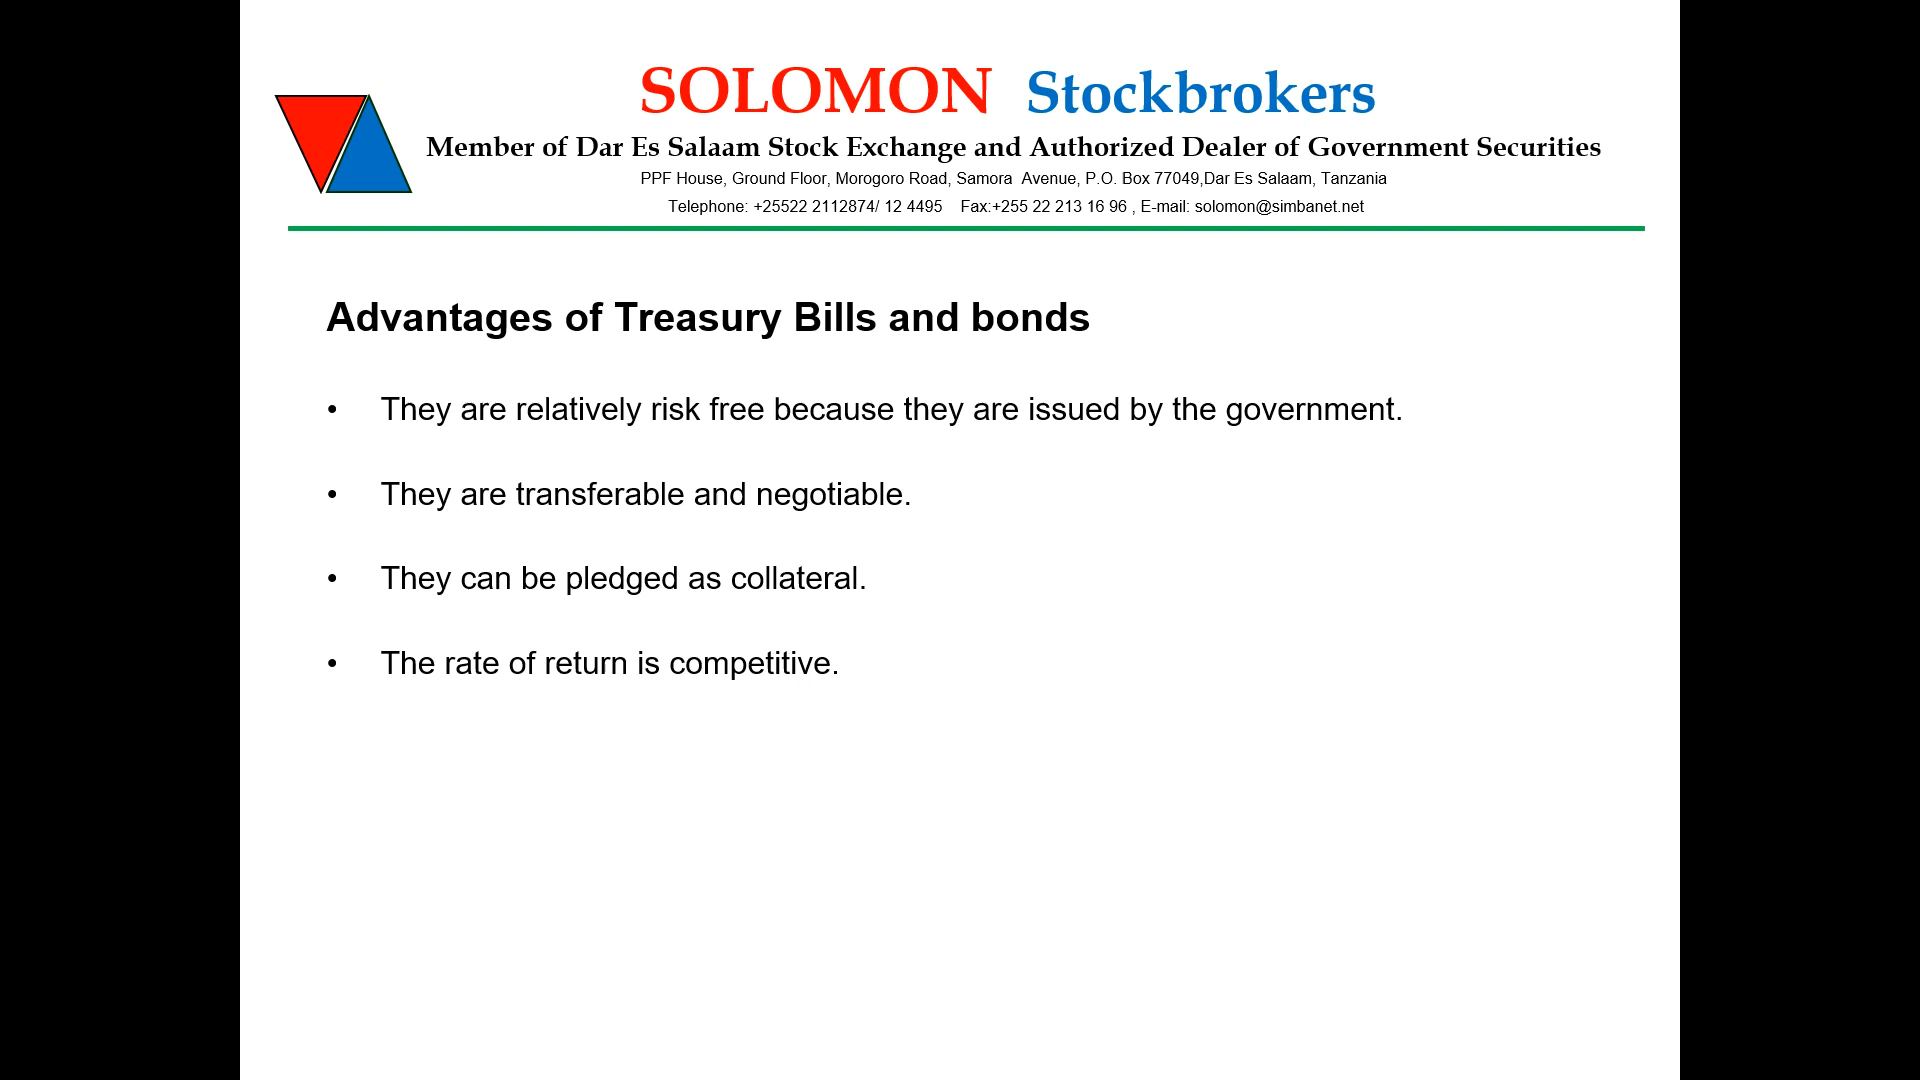 SOLOMON Stockbrokers
Member of Dar Es Salaam Stock Exchange and Authorized Dealer of Government Securities
PPF House, Ground Floor, Morogoro Road, Samora  Avenue, P.O. Box 77049,Dar Es Salaam, Tanzania
Telephone: +25522 2112874/ 12 4495    Fax:+255 22 213 16 96 , E-mail: solomon@simbanet.net
Advantages of Treasury Bills and bonds
• They are relatively risk free because they are issued by the government.
• They are transferable and negotiable.
• They can be pledged as collateral.
• The rate of return is competitive.